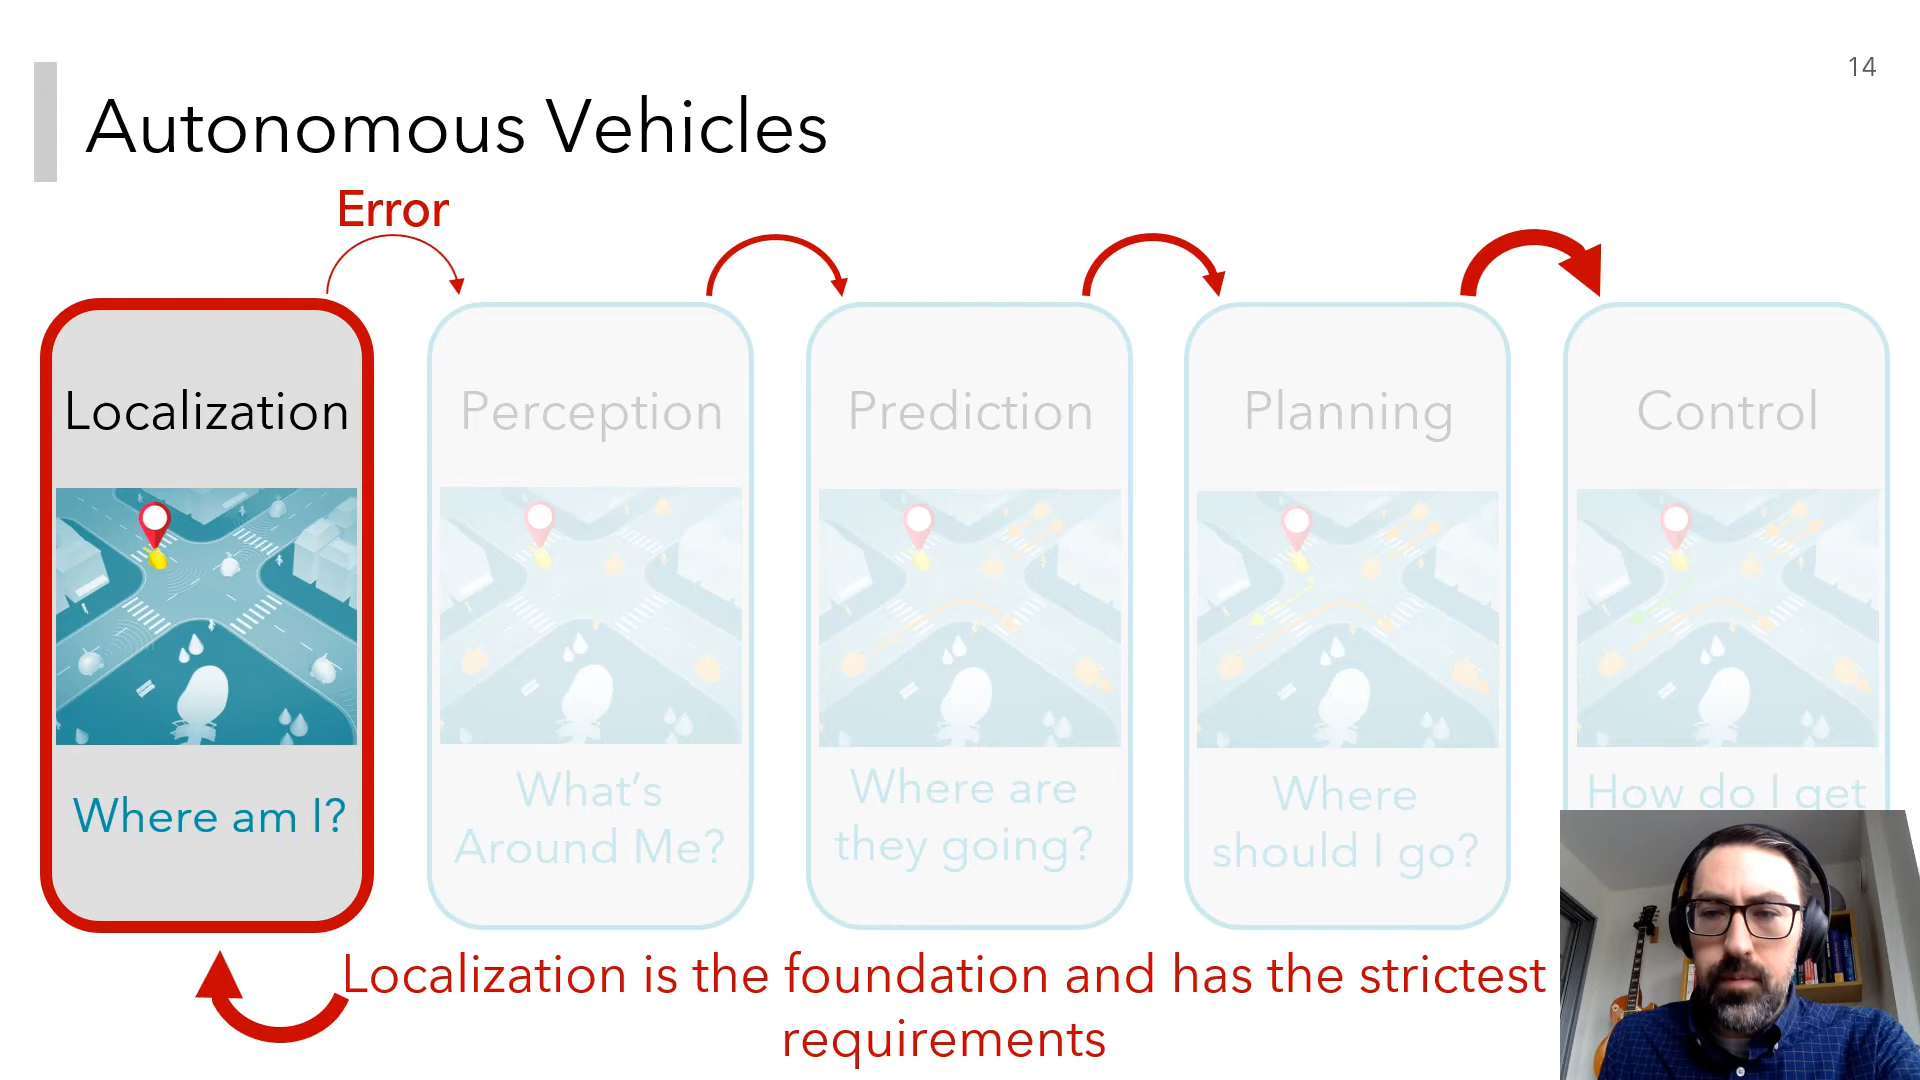 14
Autonomous Vehicles
Error
Localization
Perception
Prediction
Planning
Control
Where am I?
What's
Around Me?
Where are
they going?
Where
should I go?
How do I get
Localization is the foundation and has the strictest
requirements